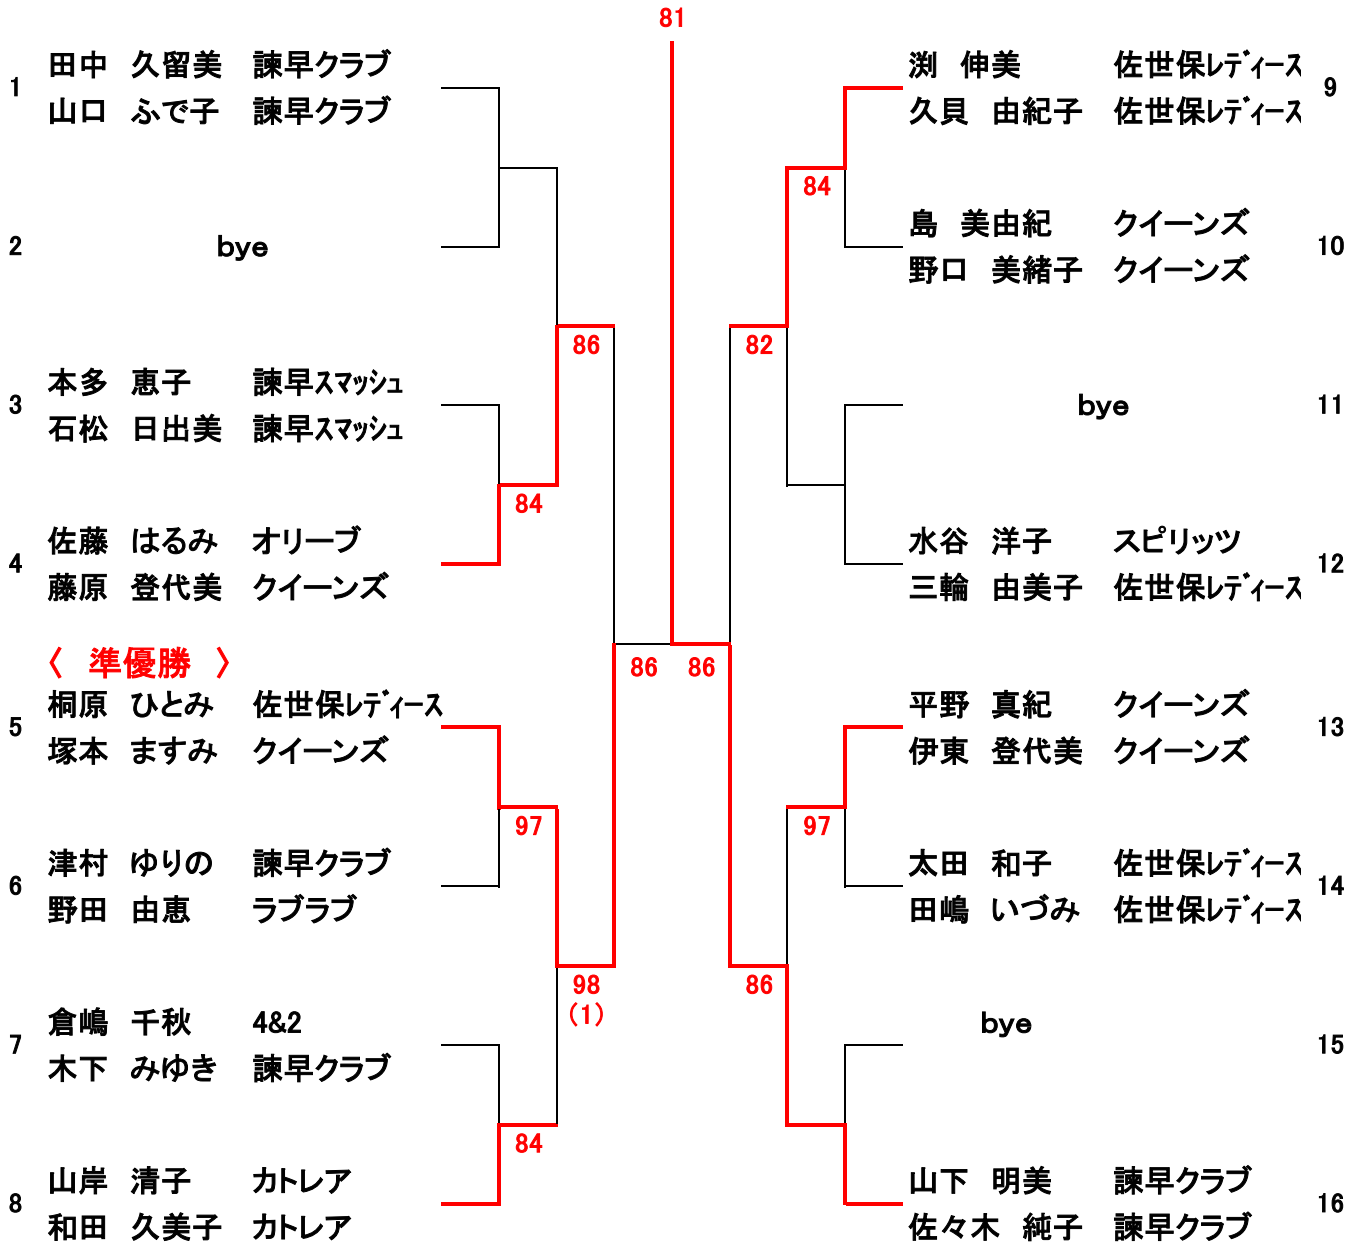 81
1 田中 久留美 諫早クラブ
山口 ふで子 諫早クラブ
2 bye
86
3 本多 恵子 諫早スマッシュ
石松 日出美 諫早スマッシュ
84
4 佐藤 はるみ オリーブ
藤原 登代美 クイーンズ
〈 準優勝 〉
86 86
5 桐原 ひとみ 佐世保レディース
塚本 ますみ クイーンズ
97
6 津村 ゆりの 諫早クラブ
野田 由恵 ラブラブ
98
(1)
7 倉嶋 千秋 4&2
木下 みゆき 諫早クラブ
84
8 山岸 清子 カトレア
和田 久美子 カトレア
渕 伸美 佐世保レディース 9
久貝 由紀子 佐世保レディース
84
島 美由紀 クイーンズ 10
野口 美緒子 クイーンズ
82
bye 11
水谷 洋子 スピリッツ 12
三輪 由美子 佐世保レディース
平野 真紀 クイーンズ 13
伊東 登代美 クイーンズ
97
太田 和子 佐世保レディース 14
田嶋 いづみ 佐世保レディース
86
bye 15
山下 明美 諫早クラブ 16
佐々木 純子 諫早クラブ